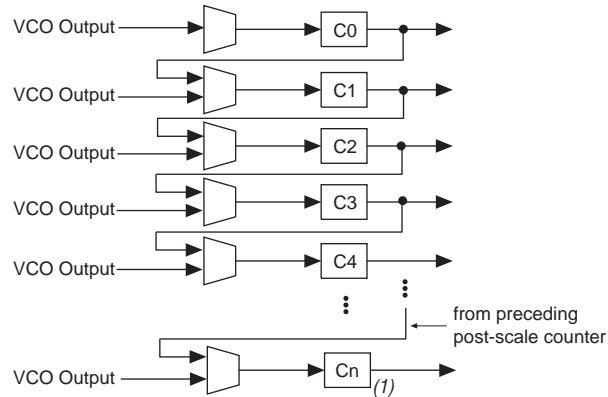 VCO Output
C0
VCO Output
C1
VCO Output
C2
VCO Output
C3
VCO Output
C4
from preceding
post-scale counter
VCO Output
Cn
(1)